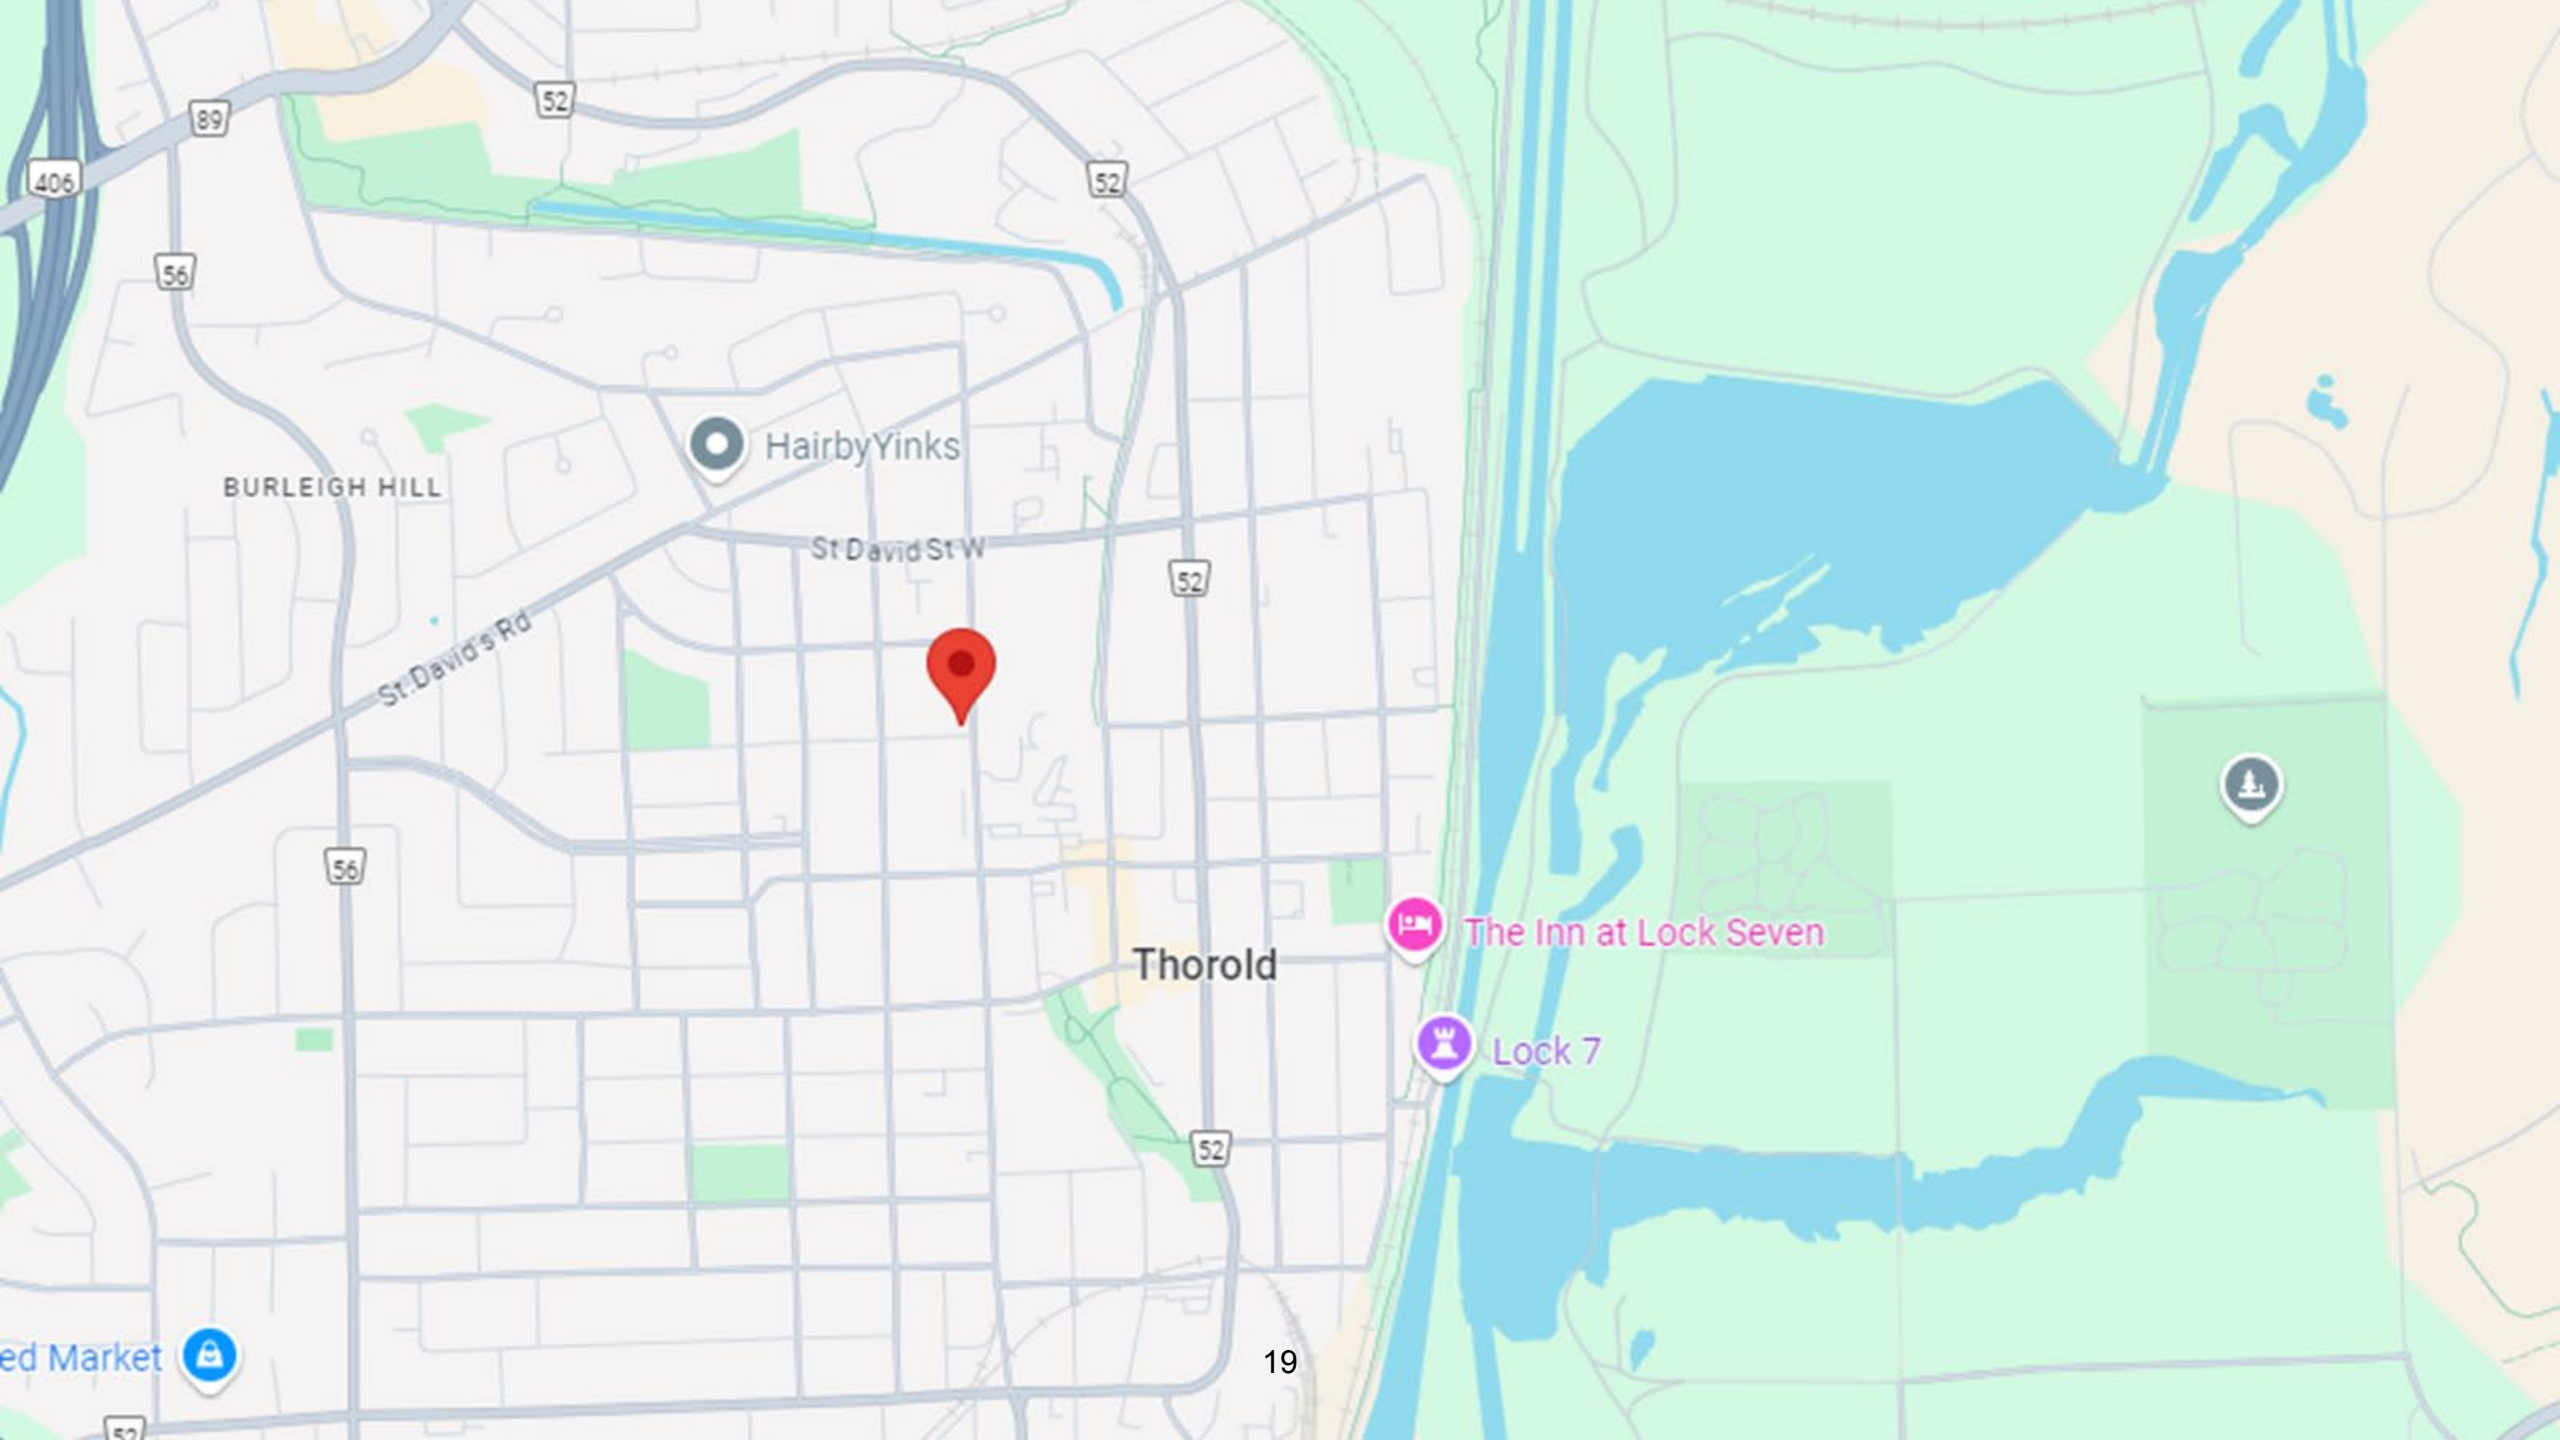 52
89
406
52
56
HairbyYinks
BURLEIGH HILL
St David St W
52
St David's Rd
56
The Inn at Lock Seven
Thorold
Lock 7
52
ed Market
19
52